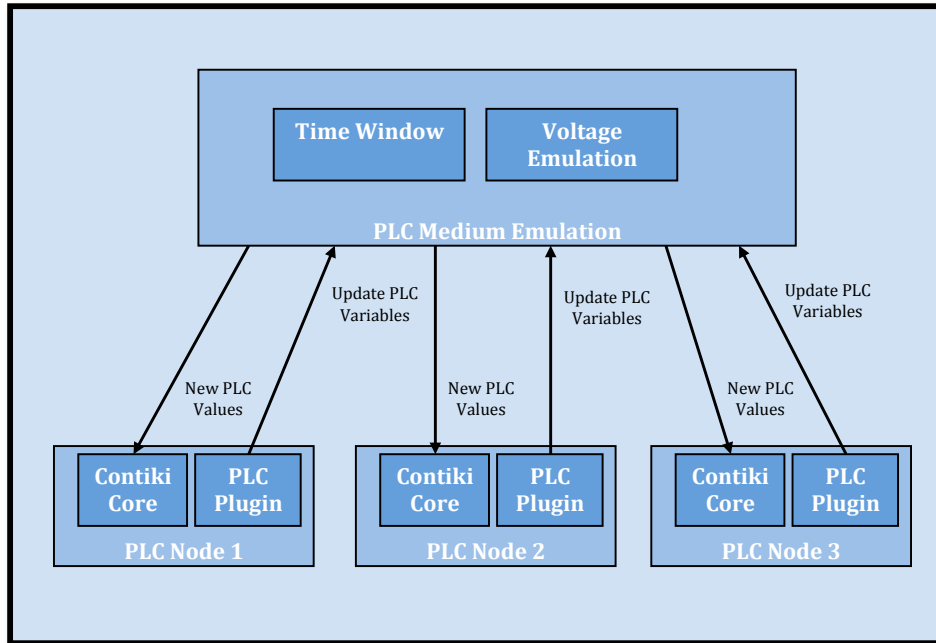 Time Window
Voltage
Emulation
PLC Medium Emulation
Update PLC
Variables
Update PLC
Variables
Update PLC
Variables
New PLC
Values
New PLC
Values
New PLC
Values
Contiki
Core
PLC
Plugin
PLC Node 1
Contiki
Core
PLC
Plugin
PLC Node 2
Contiki
Core
PLC
Plugin
PLC Node 3